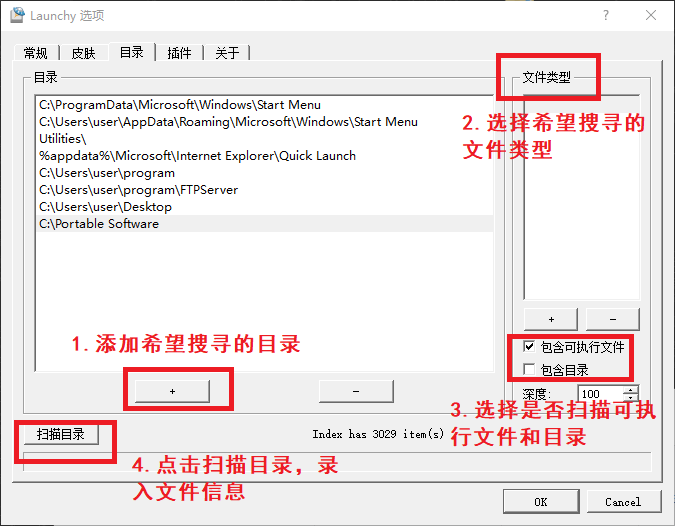 Launchy 选项
常规
皮肤
目录
插件
关于
目录
C:\ProgramData\Microsoft\Windows\Start Menu
C:\Users\user\AppData\Roaming\Microsoft\Windows\Start Menu
Utilities\
%appdata%\Microsoft\Internet Explorer\Quick Launch
C:\Users\user\program
C:\Users\user\program\FTPServer
C:\Users\user\Desktop
C:\Portable Software
文件类型
2.选择希望搜寻的
文件类型
1.添加希望搜寻的目录
+
-
+
-
包含可执行文件
包含目录
深度:
100
3.选择是否扫描可执
行文件和目录
扫描目录
Index has 3029 item(s)
4.点击扫描目录，录
入文件信息
OK
Cancel